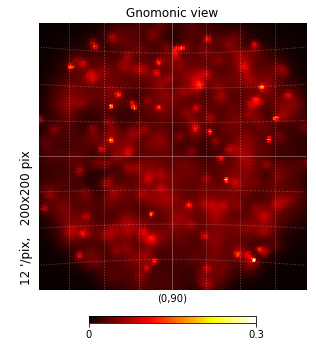 Gnomonic view
12 '/pix,    200x200 pix
(0,90)
0
0.3